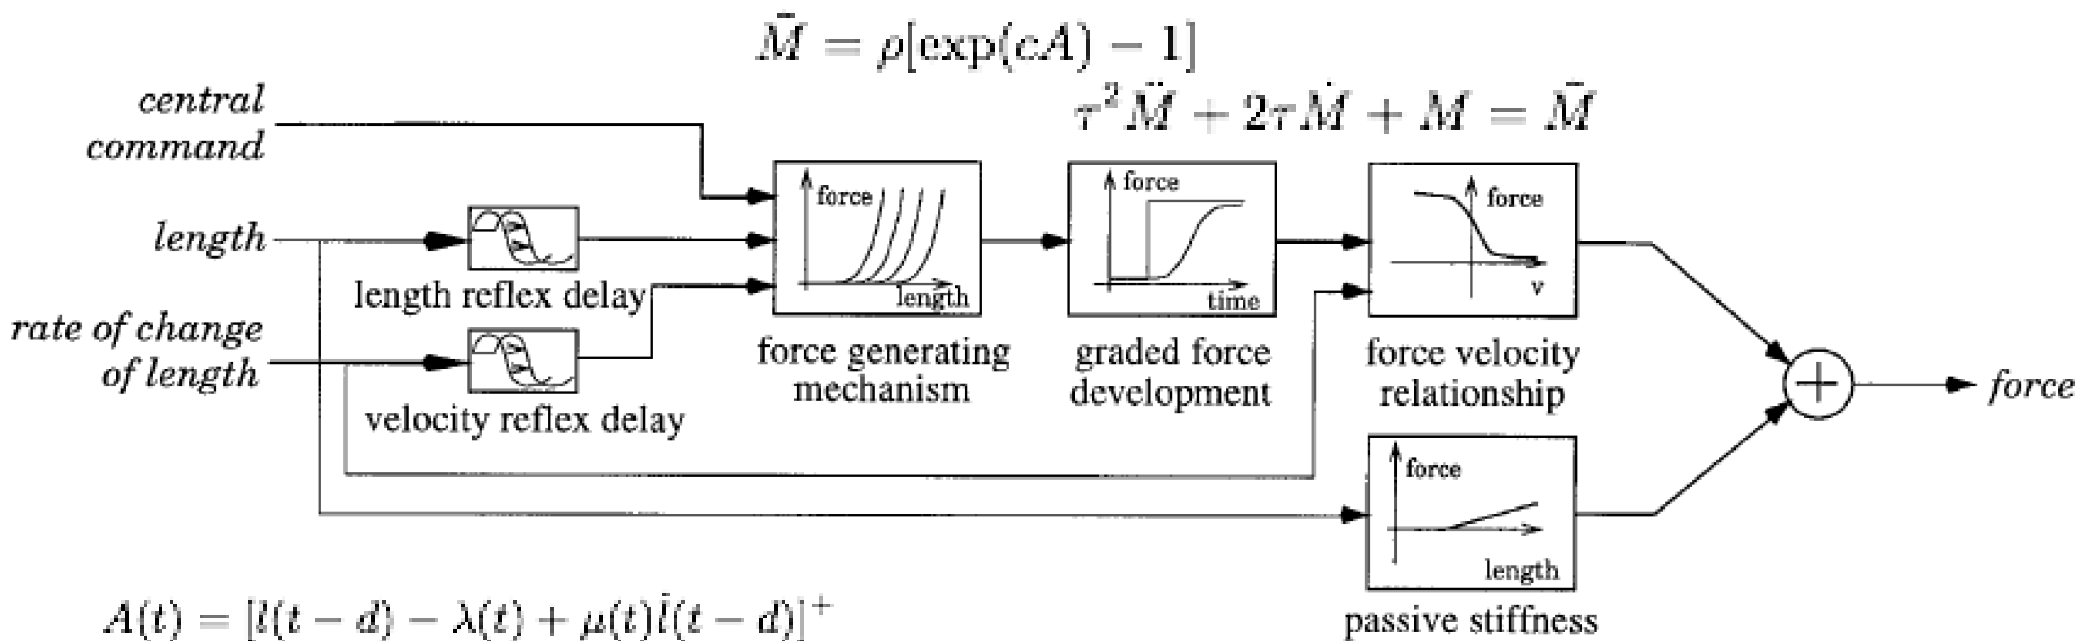 M̄ = ρ[exp(cA) − 1]
τ²M̈ + 2τṀ + M = M̄
central
command
force
length
force
time
force
v
length
length reflex delay
rate of change
of length
velocity reflex delay
force generating
mechanism
graded force
development
force velocity
relationship
+
force
force
length
passive stiffness
A(t) = [l(t − d) − λ(t) + μ(t)l̇(t − d)]⁺